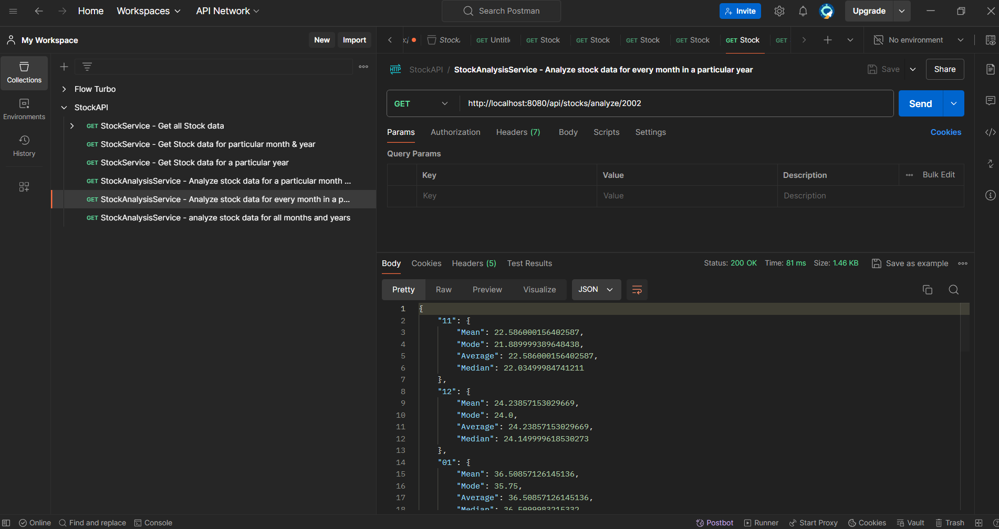 Home Workspaces API Network Search Postman Invite Upgrade
My Workspace New Import GET Untitl GET Stock GET Stock GET Stock GET Stock GET Stock GET No environment
Collections
Environments
History
Flow Turbo
StockAPI
GET StockService - Get all Stock data
GET StockService - Get Stock data for particular month & year
GET StockService - Get Stock data for a particular year
GET StockAnalysisService - Analyze stock data for a particular month ...
GET StockAnalysisService - Analyze stock data for every month in a p...
GET StockAnalysisService - analyze stock data for all months and years
HTTP StockAPI / StockAnalysisService - Analyze stock data for every month in a particular year Save Share
GET http://localhost:8080/api/stocks/analyze/2002 Send
Params Authorization Headers (7) Body Scripts Settings Cookies
Query Params
Key Value Description Bulk Edit
Key Value Description
Body Cookies Headers (5) Test Results Status: 200 OK Time: 81 ms Size: 1.46 KB Save as example
Pretty Raw Preview Visualize JSON
1 {
2 "11": {
3 "Mean": 22.586000156402587,
4 "Mode": 21.889999389648438,
5 "Average": 22.586000156402587,
6 "Median": 22.03499984741211
7 },
8 "12": {
9 "Mean": 24.23857153029669,
10 "Mode": 24.0,
11 "Average": 24.23857153029669,
12 "Median": 24.149999618530273
13 },
14 "01": {
15 "Mean": 36.50857126145136,
16 "Mode": 35.75,
17 "Average": 36.50857126145136,
18 "Median": 36.5099983215332
Online Find and replace Console Postbot Runner Start Proxy Cookies Vault Trash